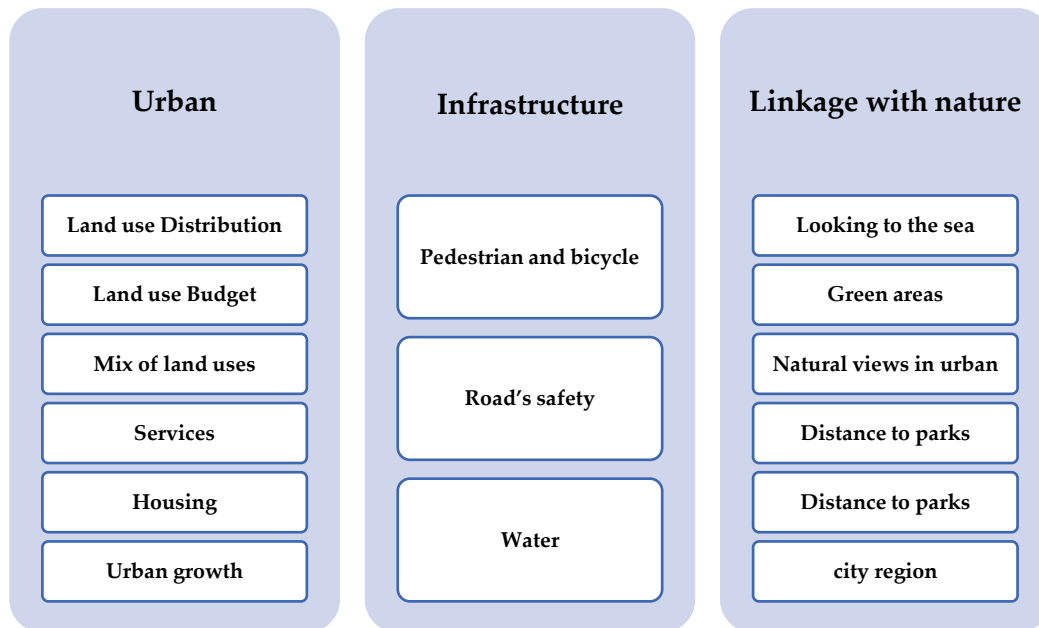 Urban
Land use Distribution
Land use Budget
Mix of land uses
Services
Housing
Urban growth
Infrastructure
Pedestrian and bicycle
Road’s safety
Water
Linkage with nature
Looking to the sea
Green areas
Natural views in urban
Distance to parks
Distance to parks
city region